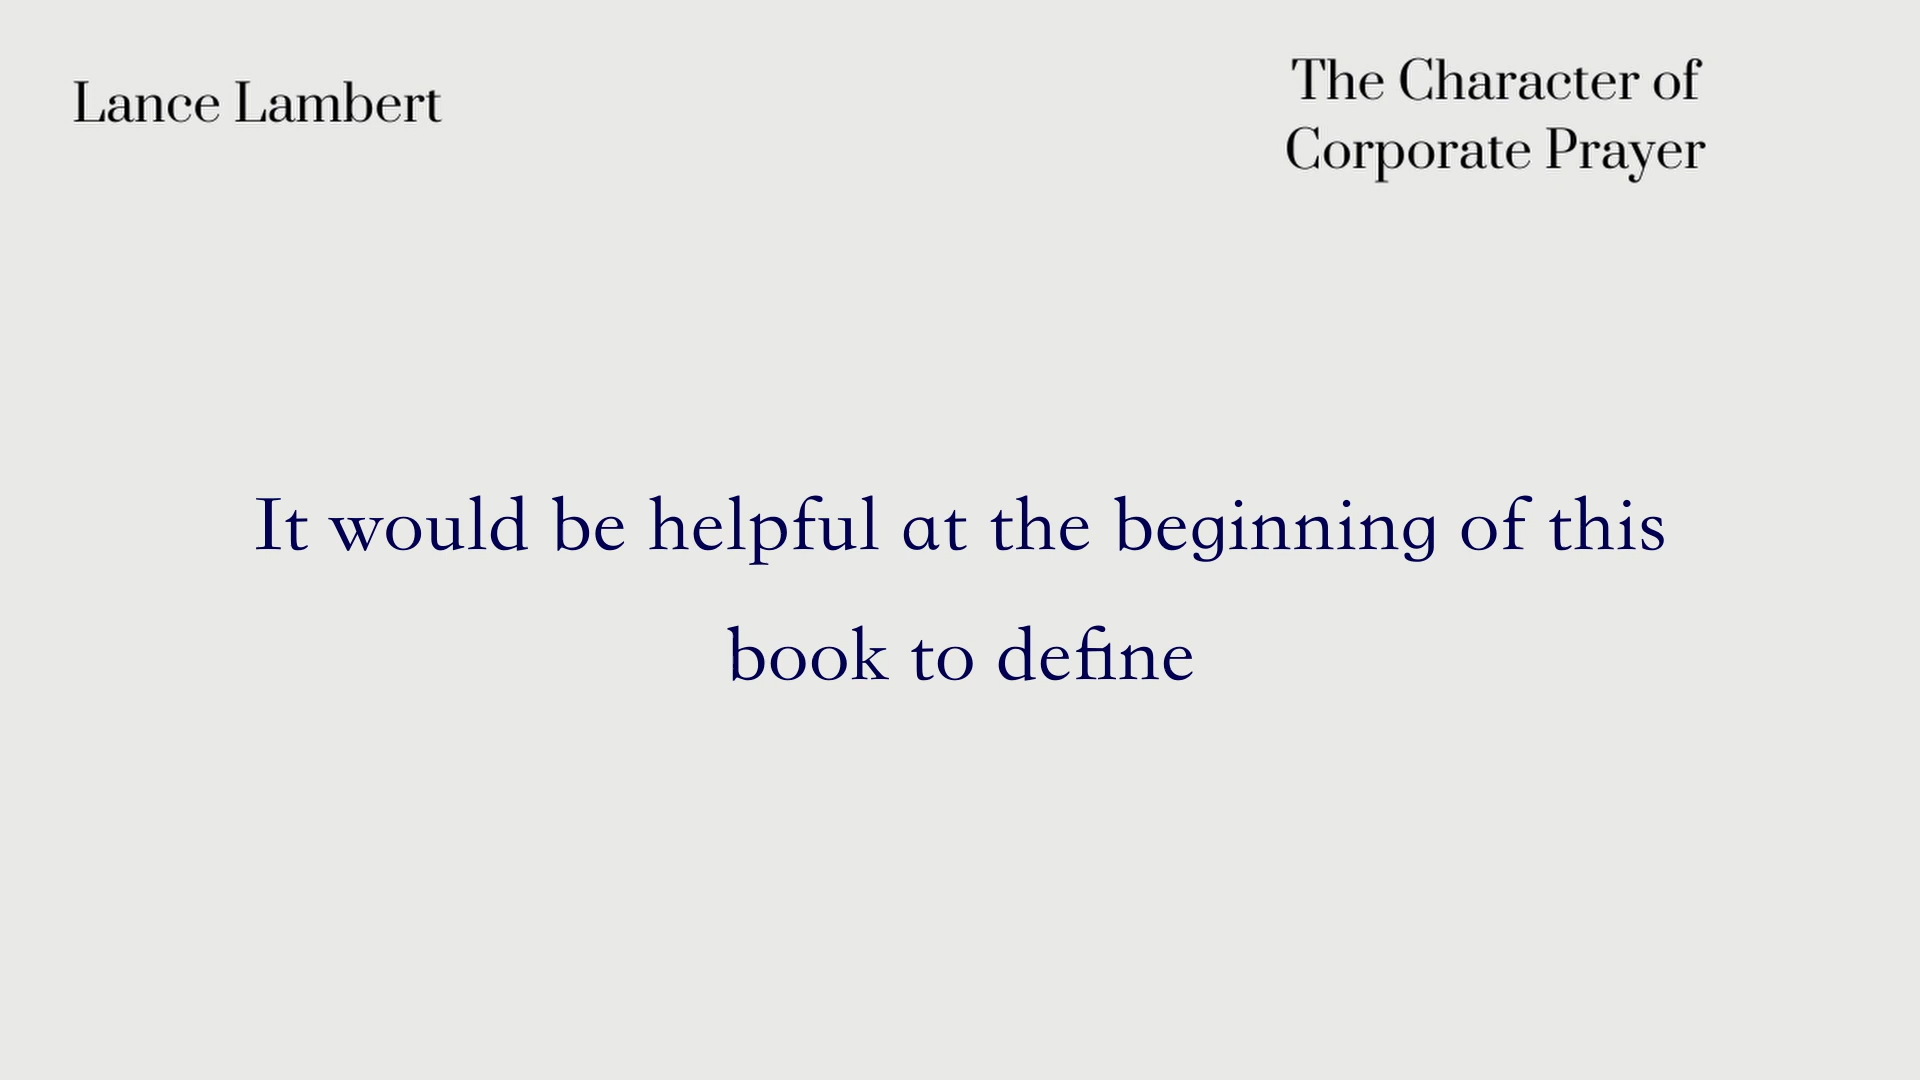 Lance Lambert
The Character of
Corporate Prayer
It would be helpful at the beginning of this
book to define